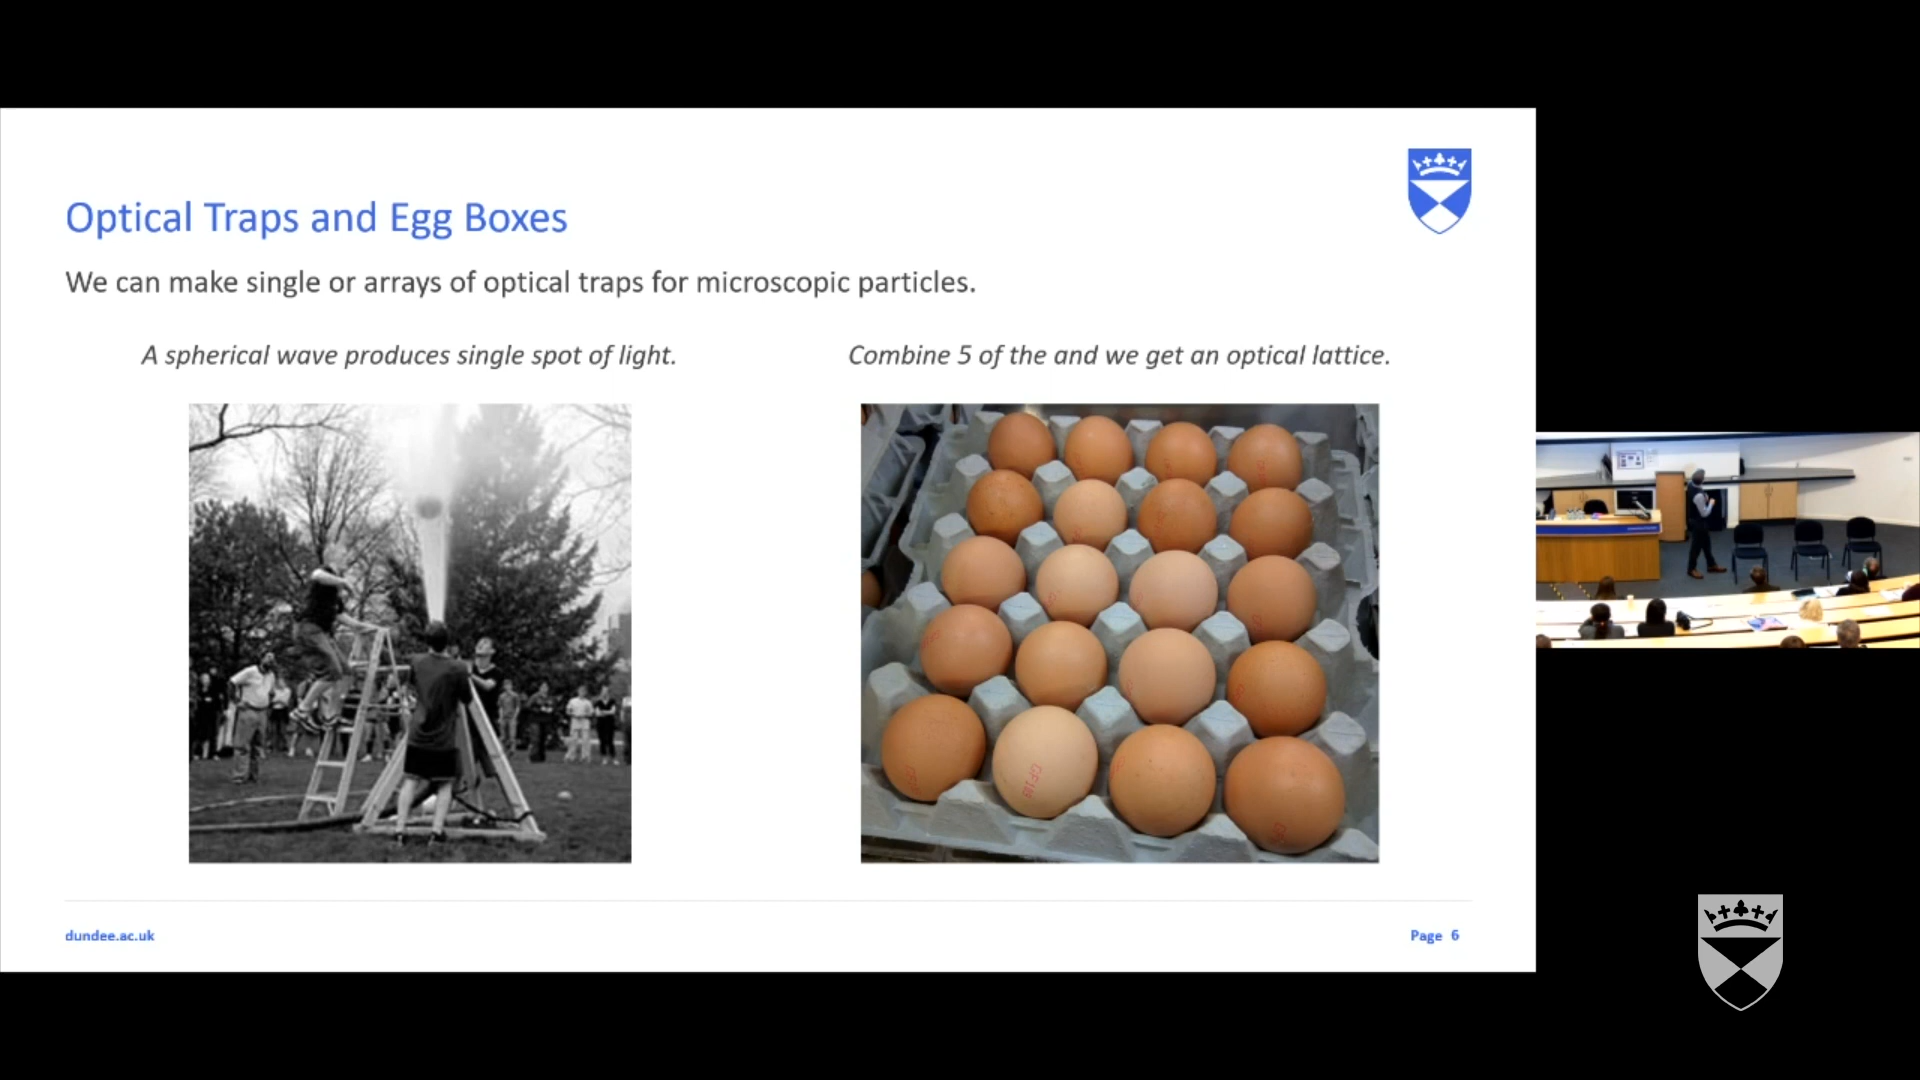 Optical Traps and Egg Boxes
We can make single or arrays of optical traps for microscopic particles.
A spherical wave produces single spot of light.
Combine 5 of the and we get an optical lattice.
dundee.ac.uk
Page 6